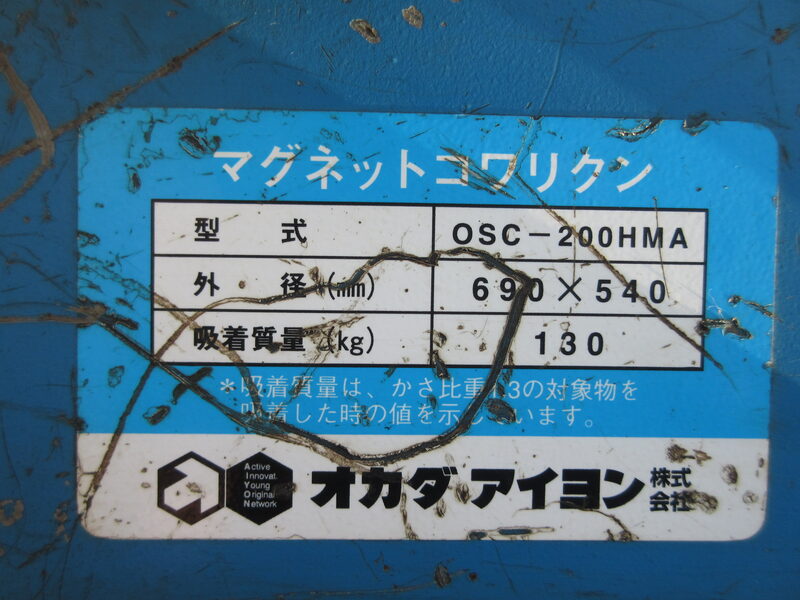 マグネットコワリクン
型 式 OSC－200HMA
外 径 (mm) 690×540
吸着質量 (kg) 130
＊吸着質量は、かさ比重1.3の対象物を
吸着した時の値を示しています。
Active
Innovat.
Young
Original
Network
オカダ アイヨン 株式会社